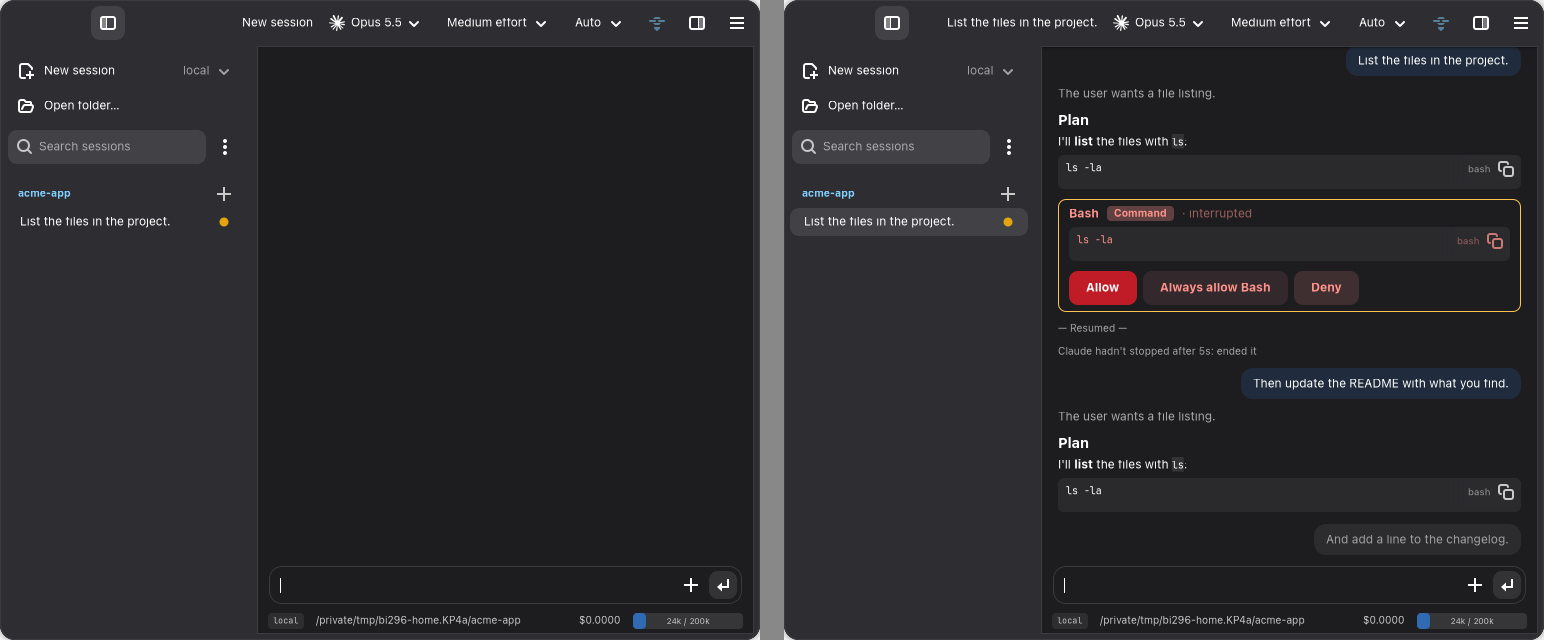 New session
Opus 5.5
Medium effort
Auto
New session
local
Open folder...
Search sessions
acme-app
List the files in the project.
local
/private/tmp/bi296-home.KP4a/acme-app
$0.0000
24k / 200k
List the files in the project.
Opus 5.5
Medium effort
Auto
New session
local
Open folder...
Search sessions
acme-app
List the files in the project.
List the files in the project.
The user wants a file listing.
Plan
I'll list the files with ls.
ls -la
bash
Bash Command · interrupted
ls -la
bash
Allow
Always allow Bash
Deny
— Resumed —
Claude hadn't stopped after 5s: ended it
Then update the README with what you find.
The user wants a file listing.
Plan
I'll list the files with ls.
ls -la
bash
And add a line to the changelog.
local
/private/tmp/bi296-home.KP4a/acme-app
$0.0000
24k / 200k